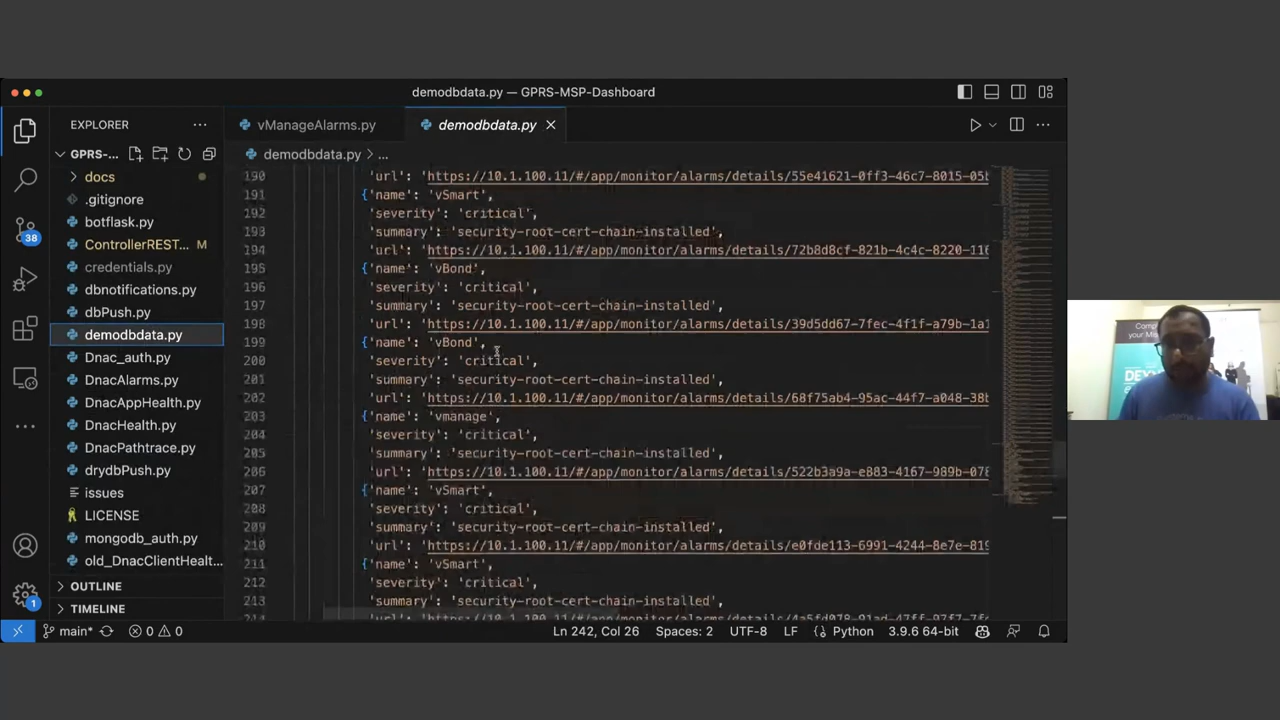 demodbdata.py — GPRS-MSP-Dashboard
EXPLORER
vManageAlarms.py
demodbdata.py
GPRS-...
demodbdata.py > ...
docs
.gitignore
botflask.py
ControllerREST... M
credentials.py
dbnotifications.py
dbPush.py
demodbdata.py
Dnac_auth.py
DnacAlarms.py
DnacAppHealth.py
DnacHealth.py
DnacPathtrace.py
drydbPush.py
issues
LICENSE
mongodb_auth.py
old_DnacClientHealt...
OUTLINE
TIMELINE
38
1
190 'url': 'https://10.1.100.11/#/app/monitor/alarms/details/55e41621-0ff3-46c7-8015-05b
191 {'name': 'vSmart',
192 'severity': 'critical',
193 'summary': 'security-root-cert-chain-installed',
194 'url': 'https://10.1.100.11/#/app/monitor/alarms/details/72b8d8cf-821b-4c4c-8220-116
195 {'name': 'vBond',
196 'severity': 'critical',
197 'summary': 'security-root-cert-chain-installed',
198 'url': 'https://10.1.100.11/#/app/monitor/alarms/details/39d5dd67-7fec-4f1f-a79b-1a1
199 {'name': 'vBond',
200 'severity': 'critical',
201 'summary': 'security-root-cert-chain-installed',
202 'url': 'https://10.1.100.11/#/app/monitor/alarms/details/68f75ab4-95ac-44f7-a048-38b
203 {'name': 'vmanage',
204 'severity': 'critical',
205 'summary': 'security-root-cert-chain-installed',
206 'url': 'https://10.1.100.11/#/app/monitor/alarms/details/522b3a9a-e883-4167-989b-078
207 {'name': 'vSmart',
208 'severity': 'critical',
209 'summary': 'security-root-cert-chain-installed',
210 'url': 'https://10.1.100.11/#/app/monitor/alarms/details/e0fde113-6991-4244-8e7e-819
211 {'name': 'vSmart',
212 'severity': 'critical',
213 'summary': 'security-root-cert-chain-installed',
main* 0 0 Ln 242, Col 26 Spaces: 2 UTF-8 LF Python 3.9.6 64-bit